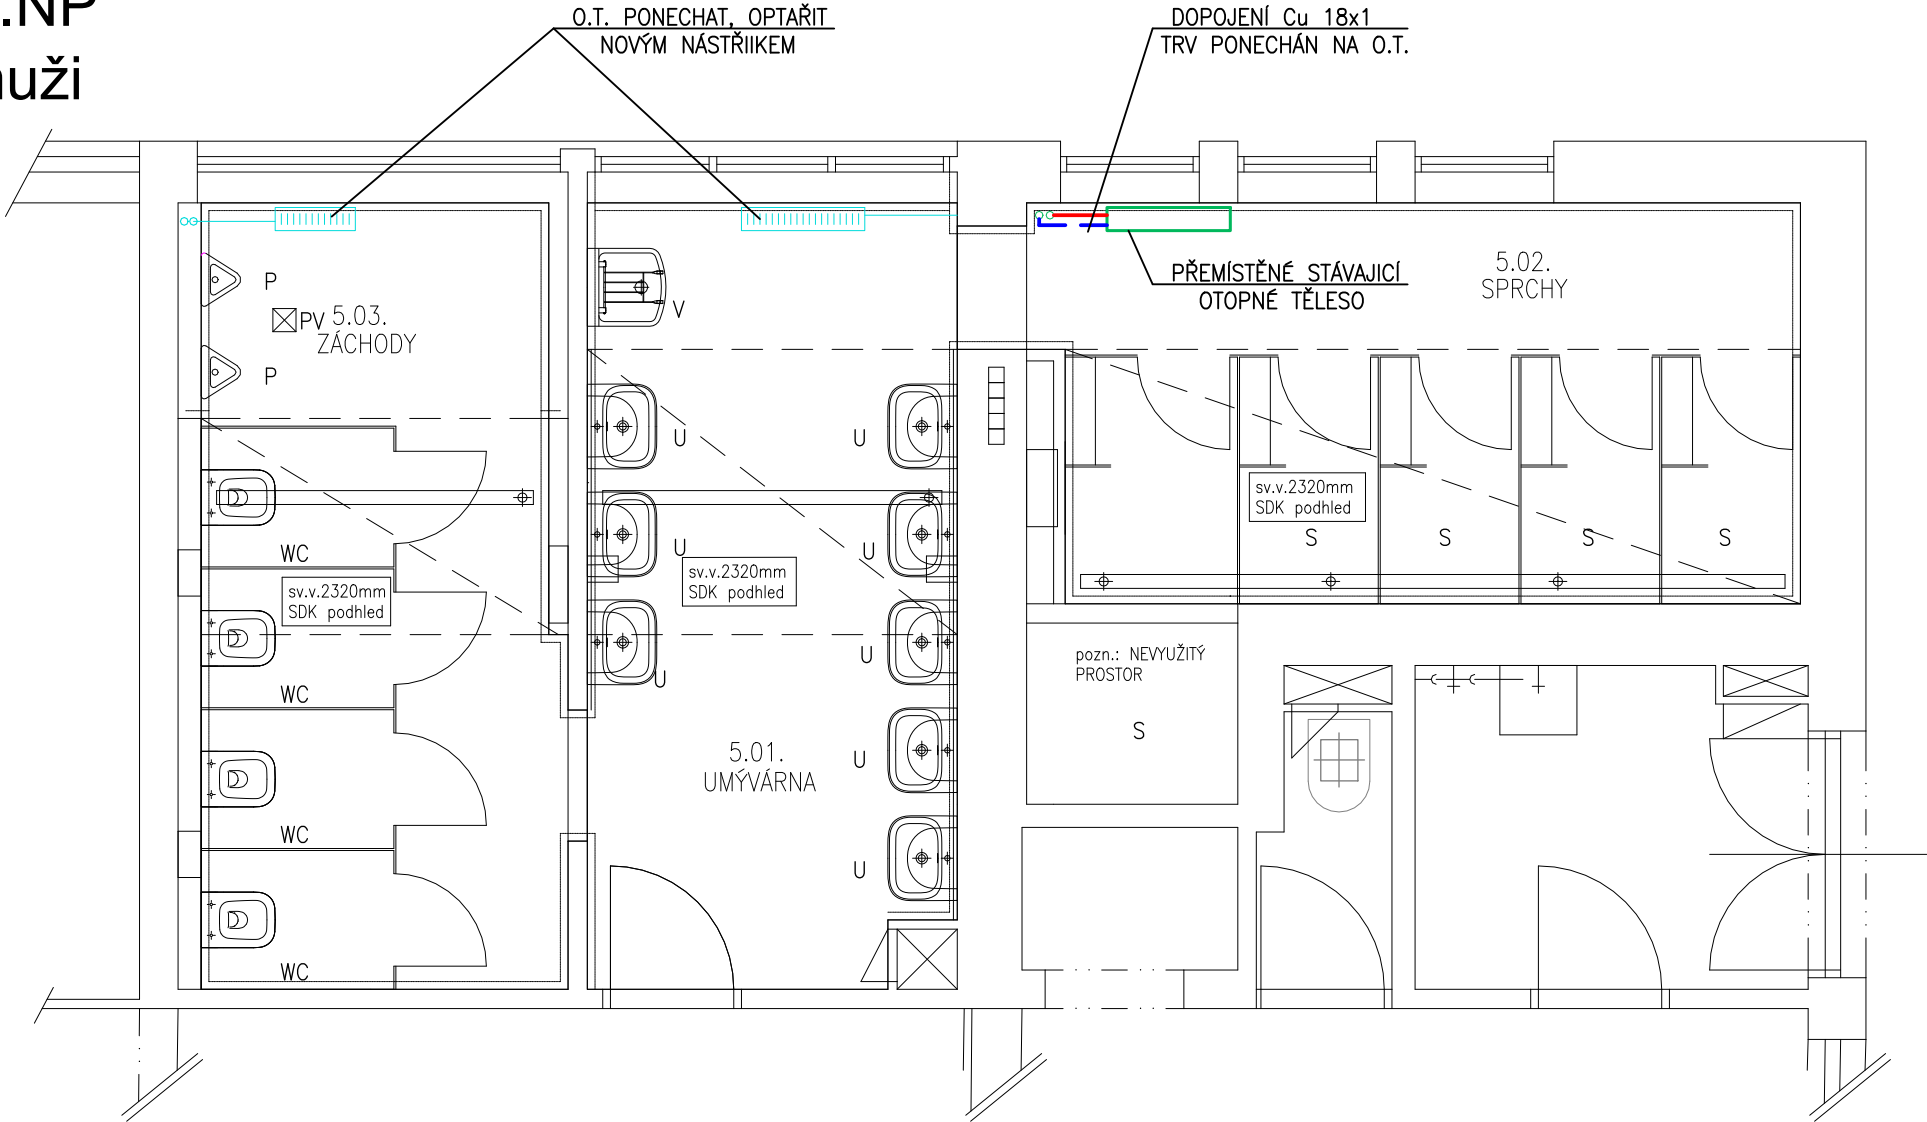 .NP
uži
O.T. PONECHAT, OPTAŘIT
NOVÝM NÁSTŘIIKEM
DOPOJENÍ Cu 18x1
TRV PONECHÁN NA O.T.
PŘEMÍSTĚNÉ STÁVAJICÍ
OTOPNÉ TĚLESO
5.02.
SPRCHY
P
V
PV 5.03.
ZÁCHODY
P
U
U
sv.v.2320mm
SDK podhled
S
S
S
S
WC
U
U
sv.v.2320mm
SDK podhled
sv.v.2320mm
SDK podhled
U
U
WC
pozn.: NEVYUŽITÝ
PROSTOR
S
5.01.
UMÝVÁRNA
U
WC
U
WC